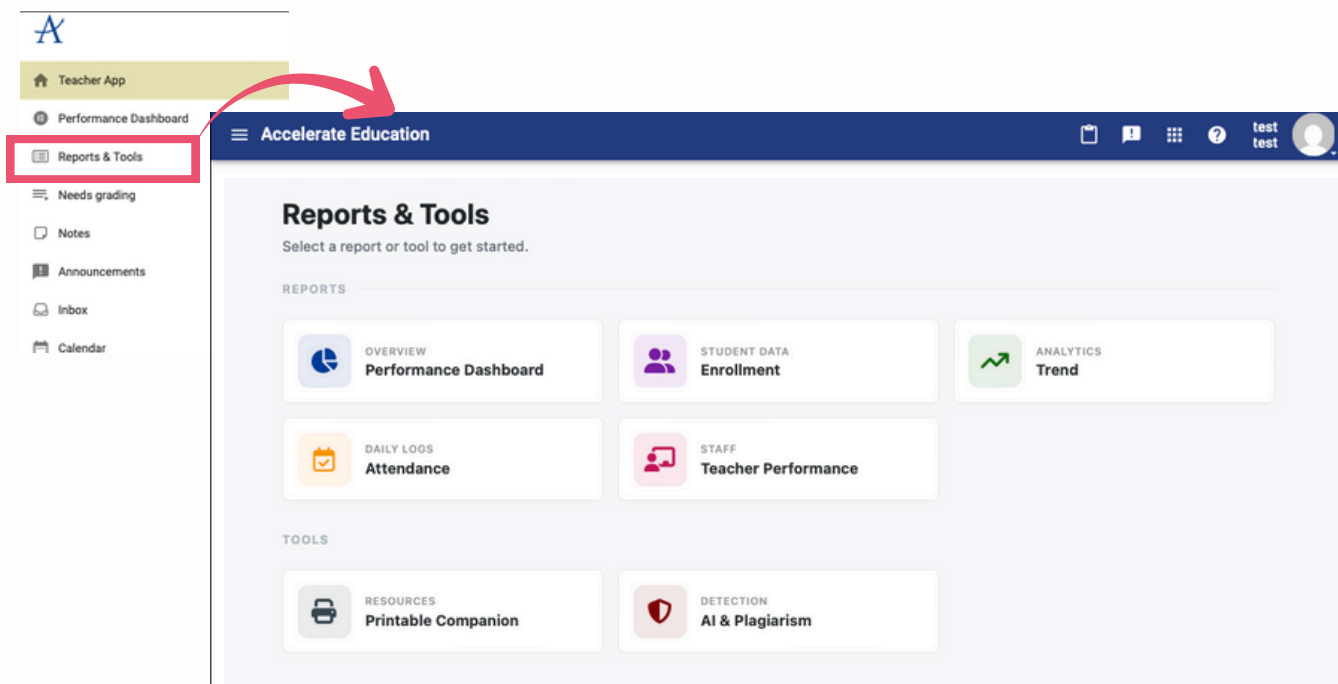 Teacher App
Performance Dashboard
Reports & Tools
Needs grading
Notes
Announcements
Inbox
Calendar
Accelerate Education
test
test
Reports & Tools
Select a report or tool to get started.
REPORTS
OVERVIEW
Performance Dashboard
STUDENT DATA
Enrollment
ANALYTICS
Trend
DAILY LOGS
Attendance
STAFF
Teacher Performance
TOOLS
RESOURCES
Printable Companion
DETECTION
AI & Plagiarism